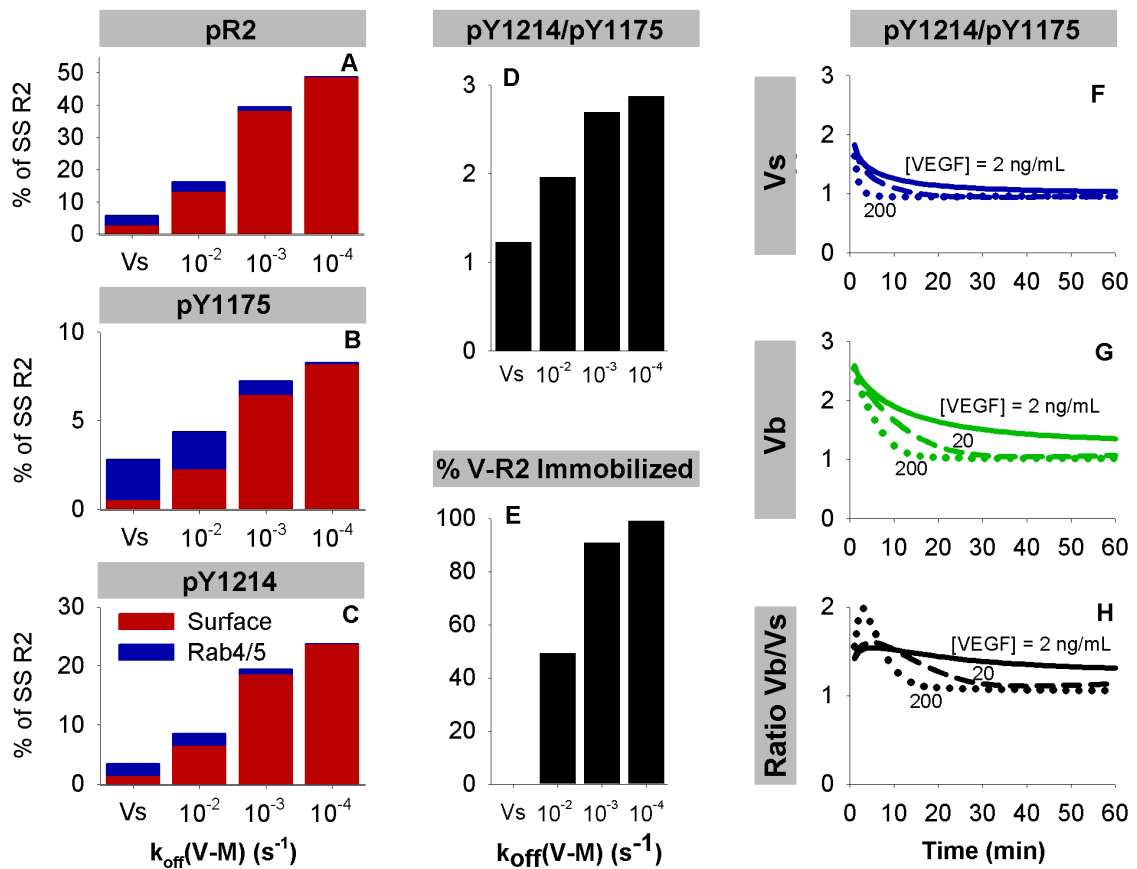 pR2
A
% of SS R2
50
40
30
20
10
0
Vs 10⁻² 10⁻³ 10⁻⁴
pY1175
B
% of SS R2
10
5
0
Vs 10⁻² 10⁻³ 10⁻⁴
pY1214
C
Surface
Rab4/5
% of SS R2
30
20
10
0
Vs 10⁻² 10⁻³ 10⁻⁴
k_off(V-M) (s⁻¹)
pY1214/pY1175
D
3
2
1
0
Vs 10⁻² 10⁻³ 10⁻⁴
% V-R2 Immobilized
E
100
80
60
40
20
0
Vs 10⁻² 10⁻³ 10⁻⁴
k_off(V-M) (s⁻¹)
pY1214/pY1175
Vs
F
3
2
1
0
[VEGF] = 2 ng/mL
200
0 10 20 30 40 50 60
Vb
G
3
2
1
0
[VEGF] = 2 ng/mL
20
200
0 10 20 30 40 50 60
Ratio Vb/Vs
H
2
1
0
[VEGF] = 2 ng/mL
20
200
0 10 20 30 40 50 60
Time (min)